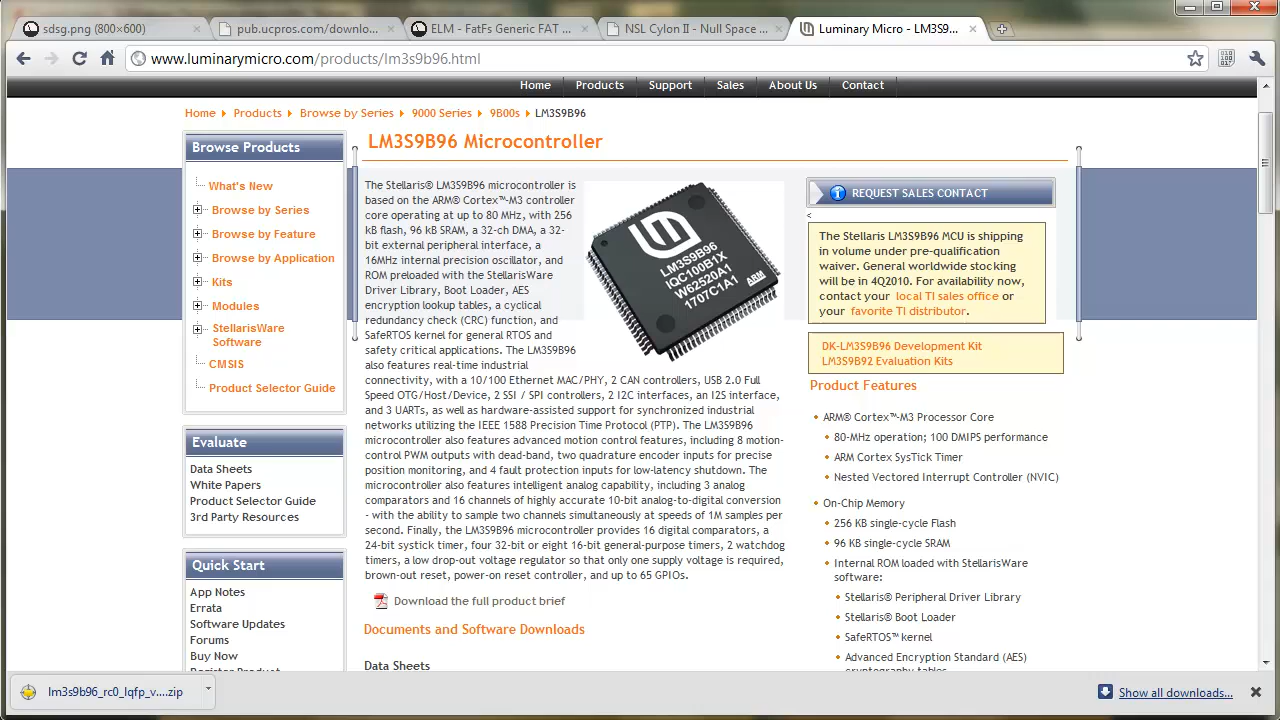 sdsg.png (800×600)
pub.ucpros.com/downlo...
ELM - FatFs Generic FAT ...
NSL Cylon II - Null Space ...
Luminary Micro - LM3S9...
www.luminarymicro.com/products/lm3s9b96.html
Home Products Support Sales About Us Contact
Home Products Browse by Series 9000 Series 9B00s LM3S9B96
Browse Products
What's New
Browse by Series
Browse by Feature
Browse by Application
Kits
Modules
StellarisWare
Software
CMSIS
Product Selector Guide
Evaluate
Data Sheets
White Papers
Product Selector Guide
3rd Party Resources
Quick Start
App Notes
Errata
Software Updates
Forums
Buy Now
Register Product
LM3S9B96 Microcontroller
The Stellaris® LM3S9B96 microcontroller is
based on the ARM® Cortex™-M3 controller
core operating at up to 80 MHz, with 256
kB flash, 96 kB SRAM, a 32-ch DMA, a 32-
bit external peripheral interface, a
16MHz internal precision oscillator, and
ROM preloaded with the StellarisWare
Driver Library, Boot Loader, AES
encryption lookup tables, a cyclical
redundancy check (CRC) function, and
SafeRTOS kernel for general RTOS and
safety critical applications. The LM3S9B96
also features real-time industrial
connectivity, with a 10/100 Ethernet MAC/PHY, 2 CAN controllers, USB 2.0 Full
Speed OTG/Host/Device, 2 SSI / SPI controllers, 2 I2C interfaces, an I2S interface,
and 3 UARTs, as well as hardware-assisted support for synchronized industrial
networks utilizing the IEEE 1588 Precision Time Protocol (PTP). The LM3S9B96
microcontroller also features advanced motion control features, including 8 motion-
control PWM outputs with dead-band, two quadrature encoder inputs for precise
position monitoring, and 4 fault protection inputs for low-latency shutdown. The
microcontroller also features intelligent analog capability, including 3 analog
comparators and 16 channels of highly accurate 10-bit analog-to-digital conversion
- with the ability to sample two channels simultaneously at speeds of 1M samples per
second. Finally, the LM3S9B96 microcontroller provides 16 digital comparators, a
24-bit systick timer, four 32-bit or eight 16-bit general-purpose timers, 2 watchdog
timers, a low drop-out voltage regulator so that only one supply voltage is required,
brown-out reset, power-on reset controller, and up to 65 GPIOs.
LM3S9B96
IQC100B1X
W62520A1
1707C1A1
ARM
Download the full product brief
Documents and Software Downloads
Data Sheets
REQUEST SALES CONTACT
<
The Stellaris LM3S9B96 MCU is shipping
in volume under pre-qualification
waiver. General worldwide stocking
will be in 4Q2010. For availability now,
contact your local TI sales office or
your favorite TI distributor.
DK-LM3S9B96 Development Kit
LM3S9B92 Evaluation Kits
Product Features
ARM® Cortex™-M3 Processor Core
80-MHz operation; 100 DMIPS performance
ARM Cortex SysTick Timer
Nested Vectored Interrupt Controller (NVIC)
On-Chip Memory
256 KB single-cycle Flash
96 KB single-cycle SRAM
Internal ROM loaded with StellarisWare
software:
Stellaris® Peripheral Driver Library
Stellaris® Boot Loader
SafeRTOS™ kernel
Advanced Encryption Standard (AES)
cryptography tables
lm3s9b96_rc0_lqfp_v....zip
Show all downloads...